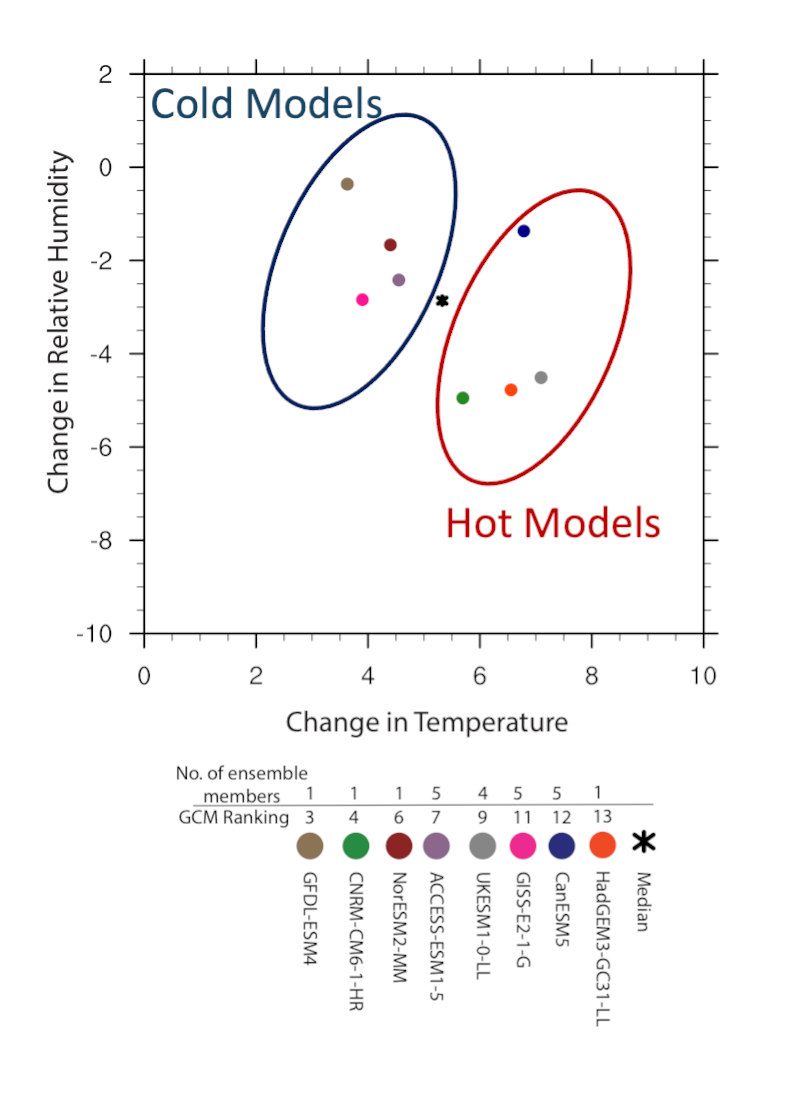 Cold Models
Hot Models
Change in Relative Humidity
2
0
-2
-4
-6
-8
-10
0 2 4 6 8 10
Change in Temperature
No. of ensemble
members 1 1 1 5 4 5 5 1
GCM Ranking 3 4 6 7 9 11 12 13
GFDL-ESM4
CNRM-CM6-1-HR
NorESM2-MM
ACCESS-ESM1-5
UKESM1-0-LL
GISS-E2-1-G
CanESM5
HadGEM3-GC31-LL
Median